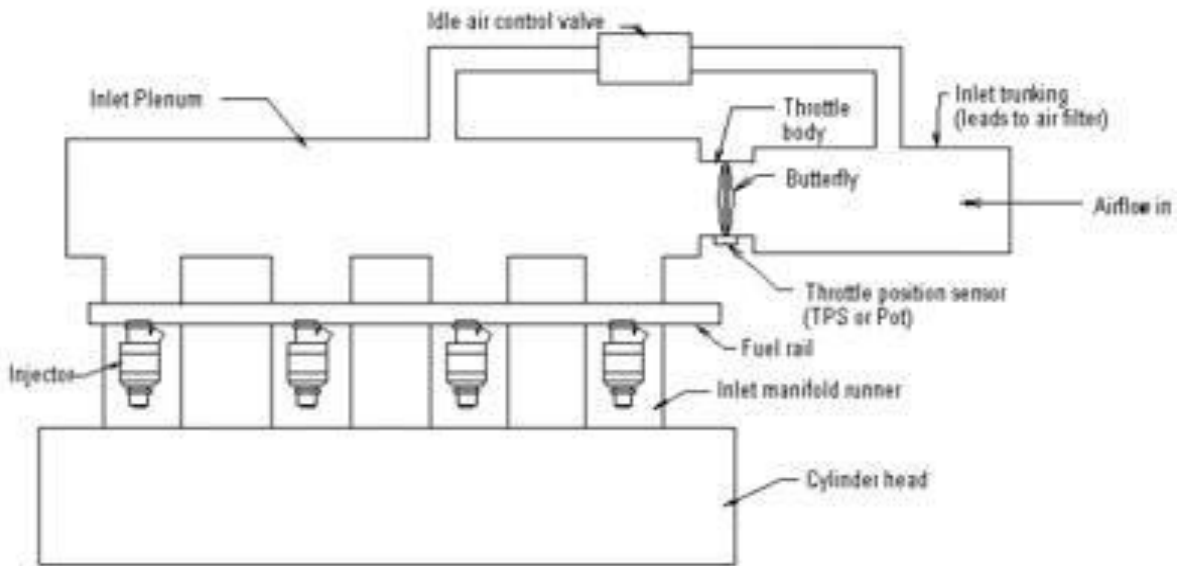 Idle air control valve
Inlet Plenum
Throttle
body
Inlet trunking
(leads to air filter)
Butterfly
Airflow in
Throttle position sensor
(TPS or Pot)
Fuel rail
Injector
Inlet manifold runner
Cylinder head